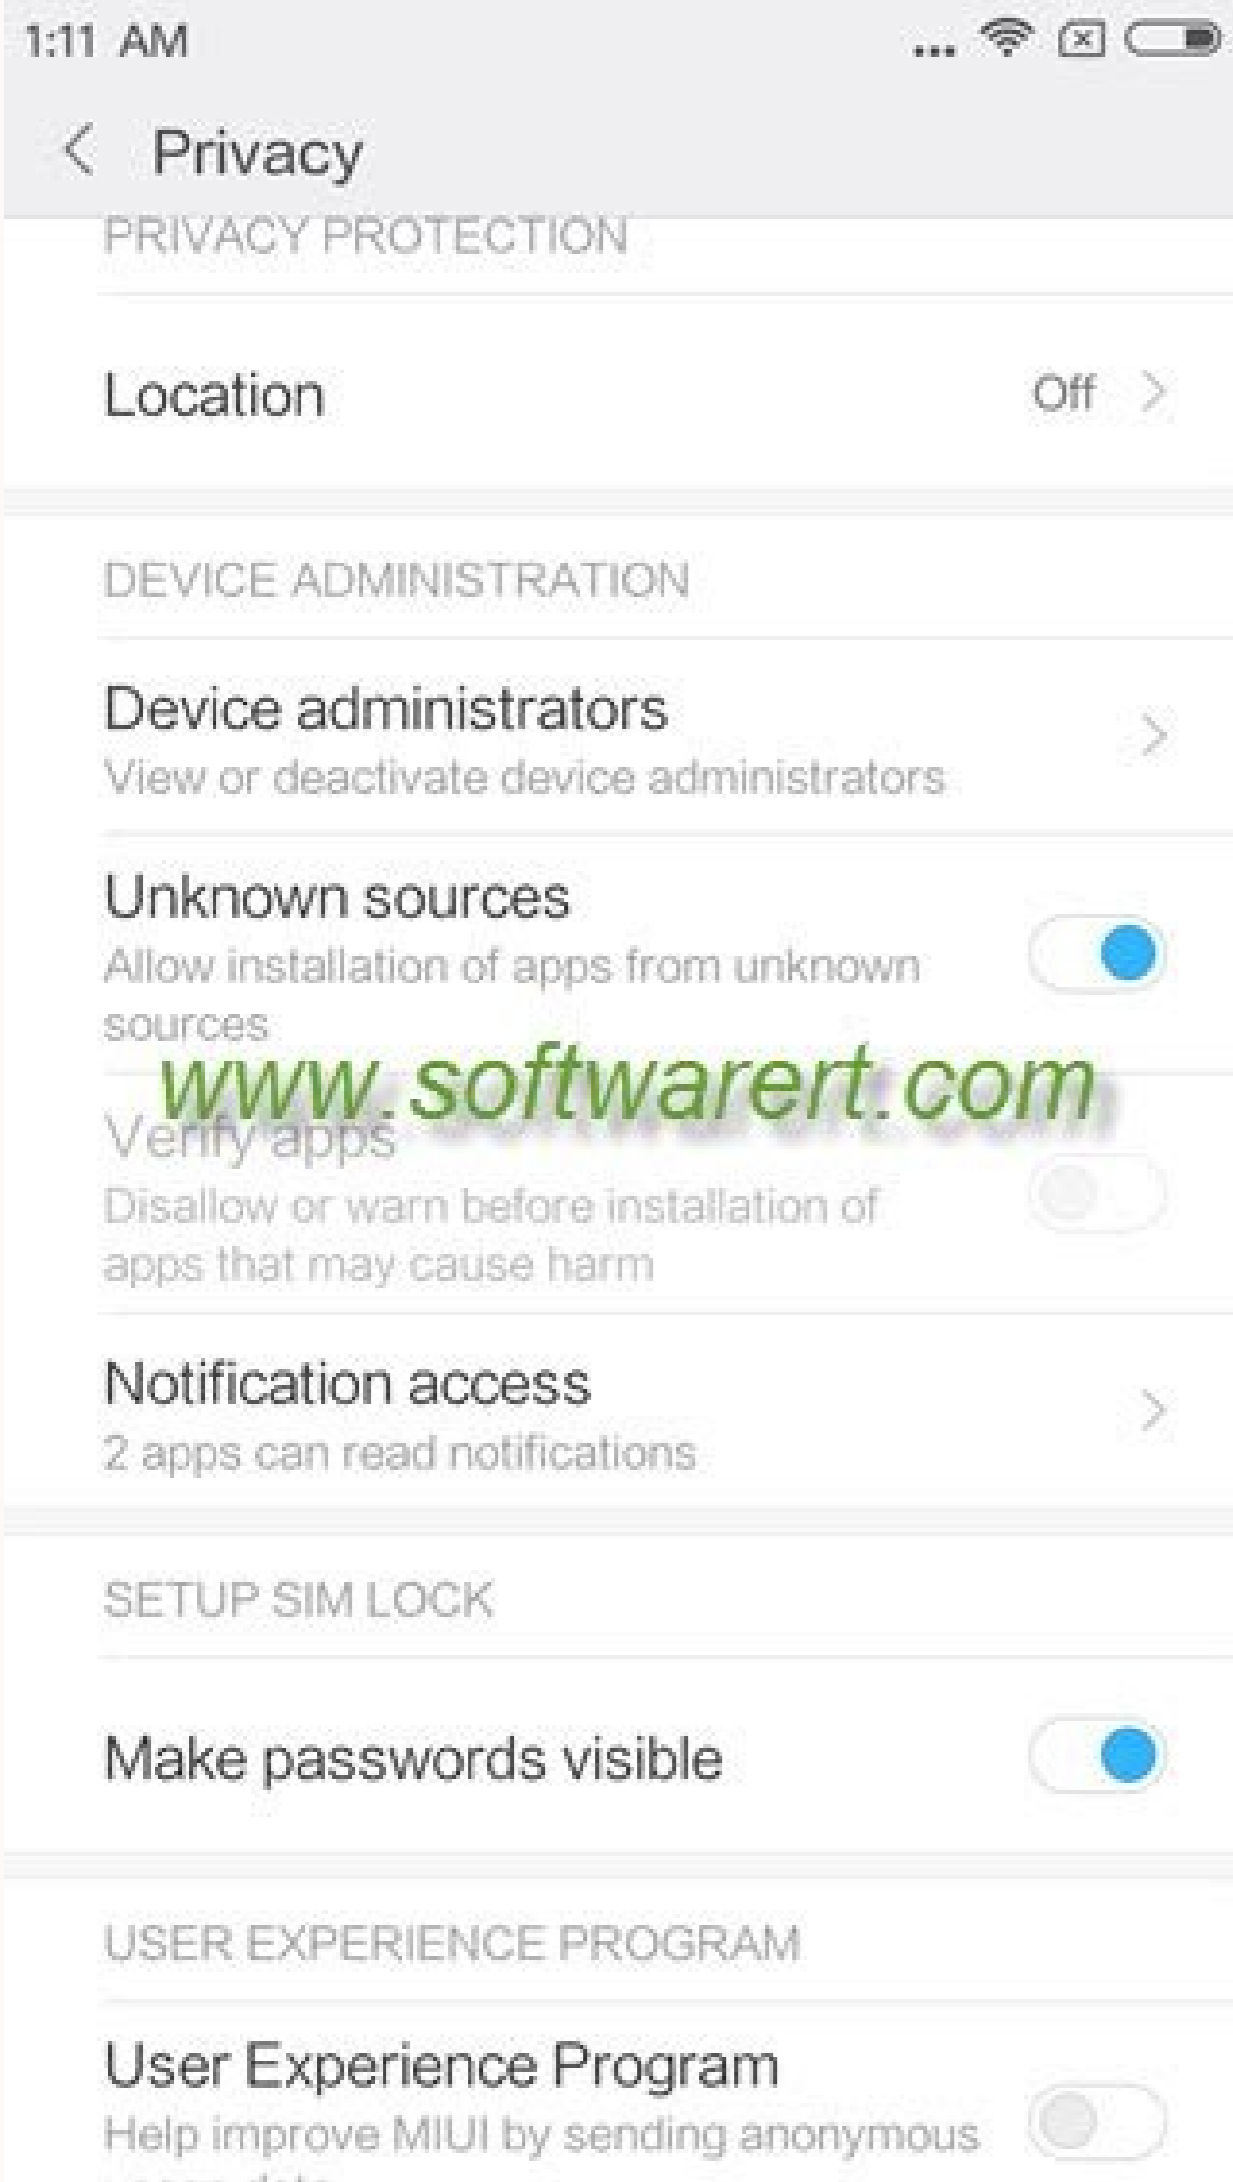 1:11 AM
Privacy
PRIVACY PROTECTION
Location
Off
DEVICE ADMINISTRATION
Device administrators
View or deactivate device administrators
Unknown sources
Allow installation of apps from unknown
sources
www.softwarert.com
Verify apps
Disallow or warn before installation of
apps that may cause harm
Notification access
2 apps can read notifications
SETUP SIM LOCK
Make passwords visible
USER EXPERIENCE PROGRAM
User Experience Program
Help improve MIUI by sending anonymous